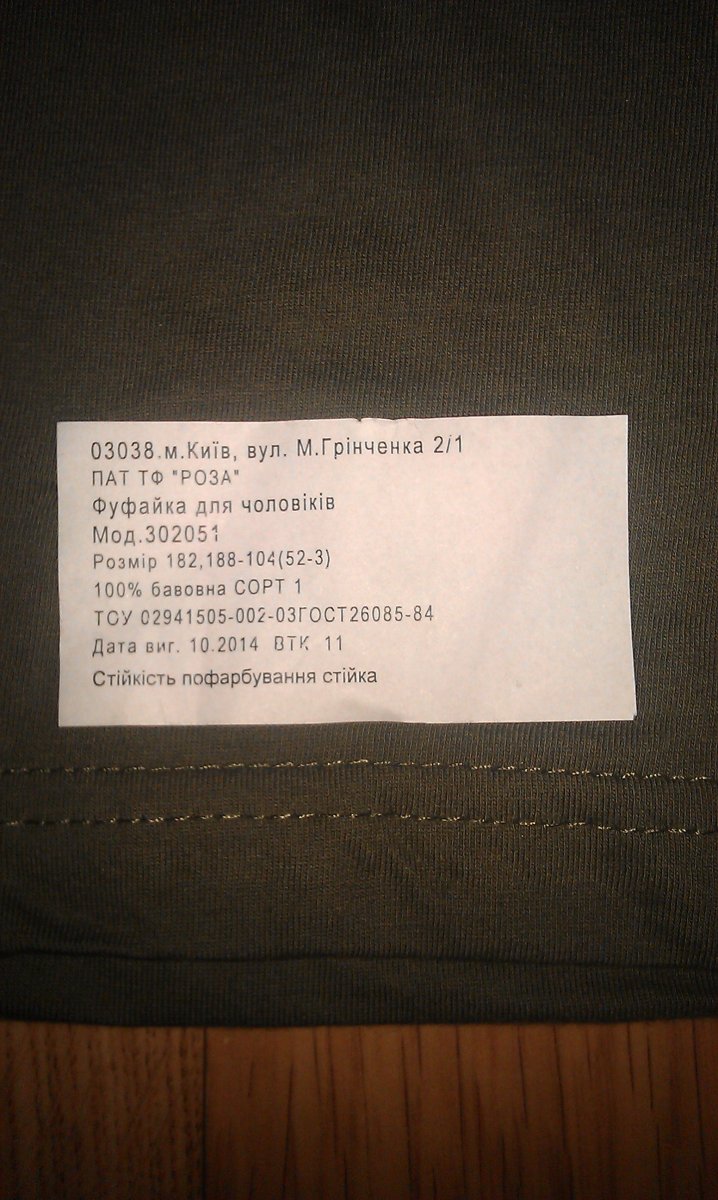 03038.м.Київ, вул. М.Грінченка 2/1
ПАТ ТФ "РОЗА"
Фуфайка для чоловіків
Мод.302051
Розмір 182,188-104(52-3)
100% бавовна СОРТ 1
ТСУ 02941505-002-03ГОСТ26085-84
Дата виг. 10.2014 ВТК 11
Стійкість пофарбування стійка